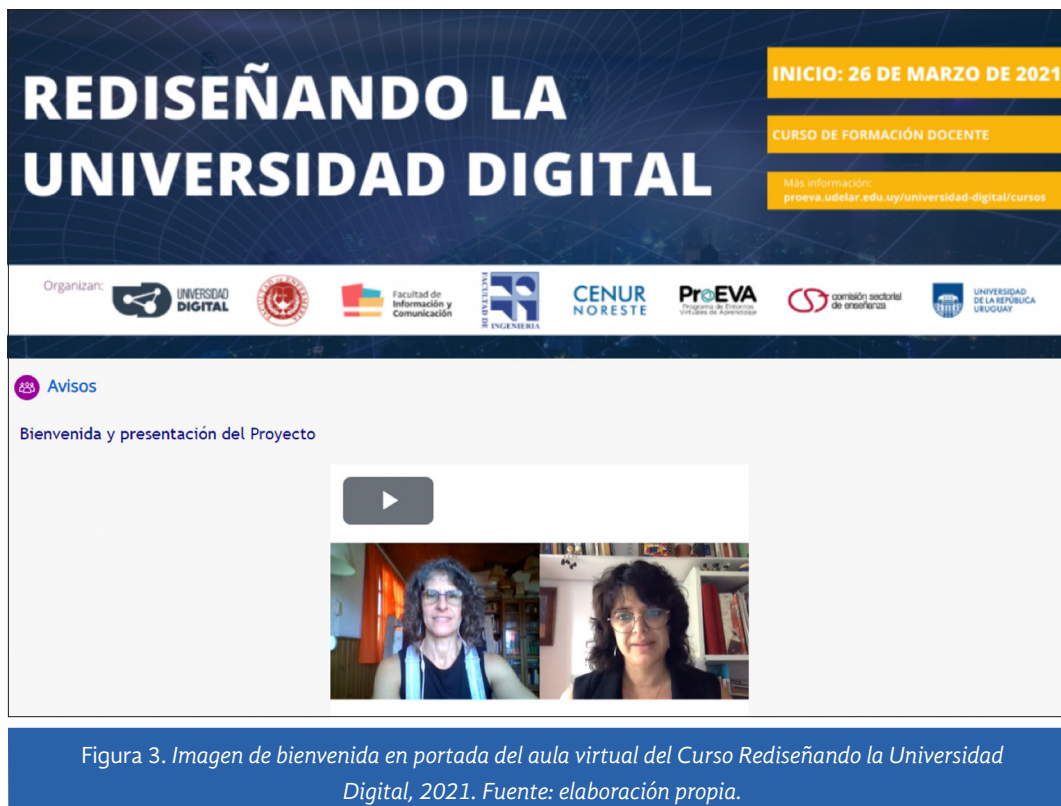 REDISEÑANDO LA
UNIVERSIDAD DIGITAL
INICIO: 26 DE MARZO DE 2021
CURSO DE FORMACIÓN DOCENTE
Más información:
proeva.udelar.edu.uy/universidad-digital/cursos
Organizan:
UNIVERSIDAD
DIGITAL
Facultad de
Información y
Comunicación
FACULTAD DE
INGENIERIA
CENUR
NORESTE
PrEVA
Programa de Entornos
Virtuales de Aprendizaje
comisión sectorial
de enseñanza
UNIVERSIDAD
DE LA REPÚBLICA
URUGUAY
Avisos
Bienvenida y presentación del Proyecto
Figura 3. Imagen de bienvenida en portada del aula virtual del Curso Rediseñando la Universidad
Digital, 2021. Fuente: elaboración propia.